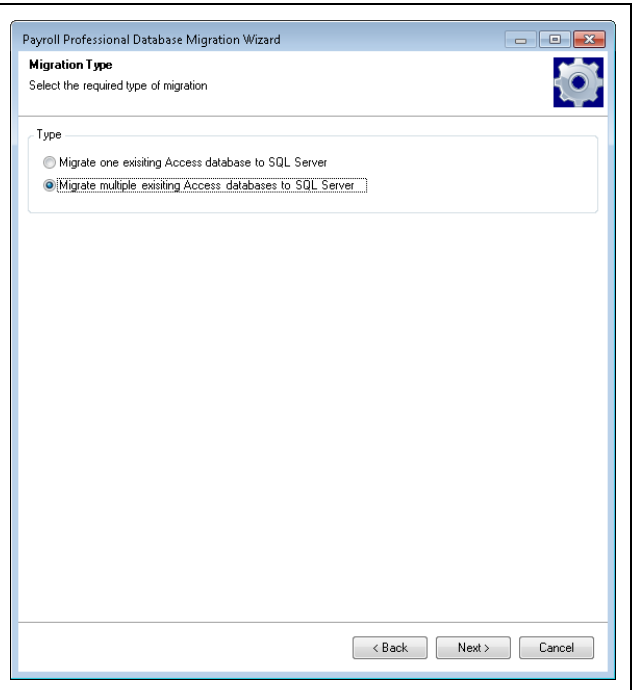 Payroll Professional Database Migration Wizard
Migration Type
Select the required type of migration
Type
Migrate one exisiting Access database to SQL Server
Migrate multiple exisiting Access databases to SQL Server
< Back   Next >   Cancel